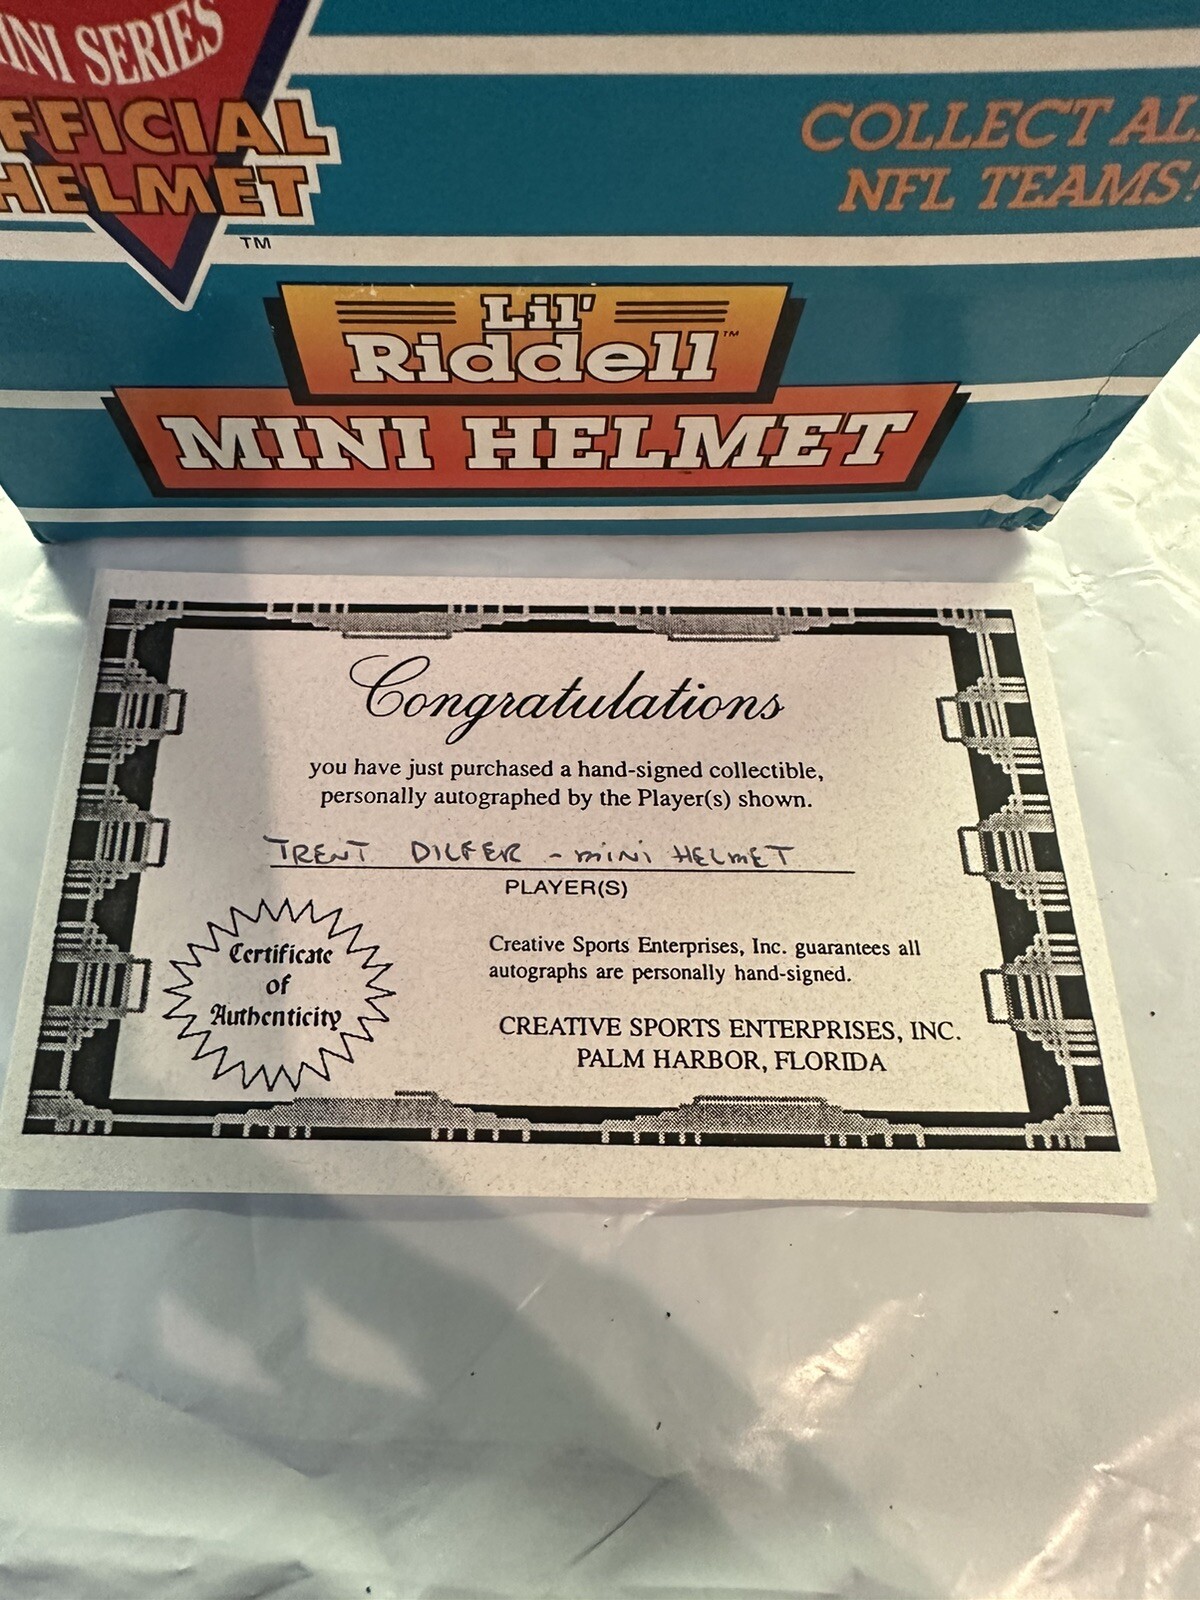 INI SERIES
FFICIAL
HELMET
TM
COLLECT AL
NFL TEAMS!
Lil'
Riddell™
MINI HELMET
Congratulations
you have just purchased a hand-signed collectible,
personally autographed by the Player(s) shown.
TRENT DILFER - MINI HELMET
PLAYER(S)
Certificate
of
Authenticity
Creative Sports Enterprises, Inc. guarantees all
autographs are personally hand-signed.
CREATIVE SPORTS ENTERPRISES, INC.
PALM HARBOR, FLORIDA